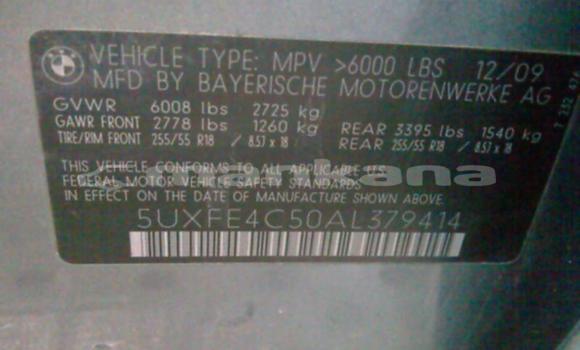 VEHICLE TYPE: MPV >6000 LBS 12/09
MFD BY BAYERISCHE MOTORENWERKE AG
GVWR 6008 lbs 2725 kg
GAWR FRONT 2778 lbs 1260 kg REAR 3395 lbs 1540 kg
TIRE/RIM FRONT 255/55 R18 / 8.57 x 18 REAR 255/55 R18 / 8.57 x 18
THIS VEHICLE CONFORMS TO ALL APPLICABLE U.S.
FEDERAL MOTOR VEHICLE SAFETY STANDARDS
IN EFFECT ON THE DATE OF MANUFACTURE SHOWN ABOVE.
5UXFE4C50AL379414